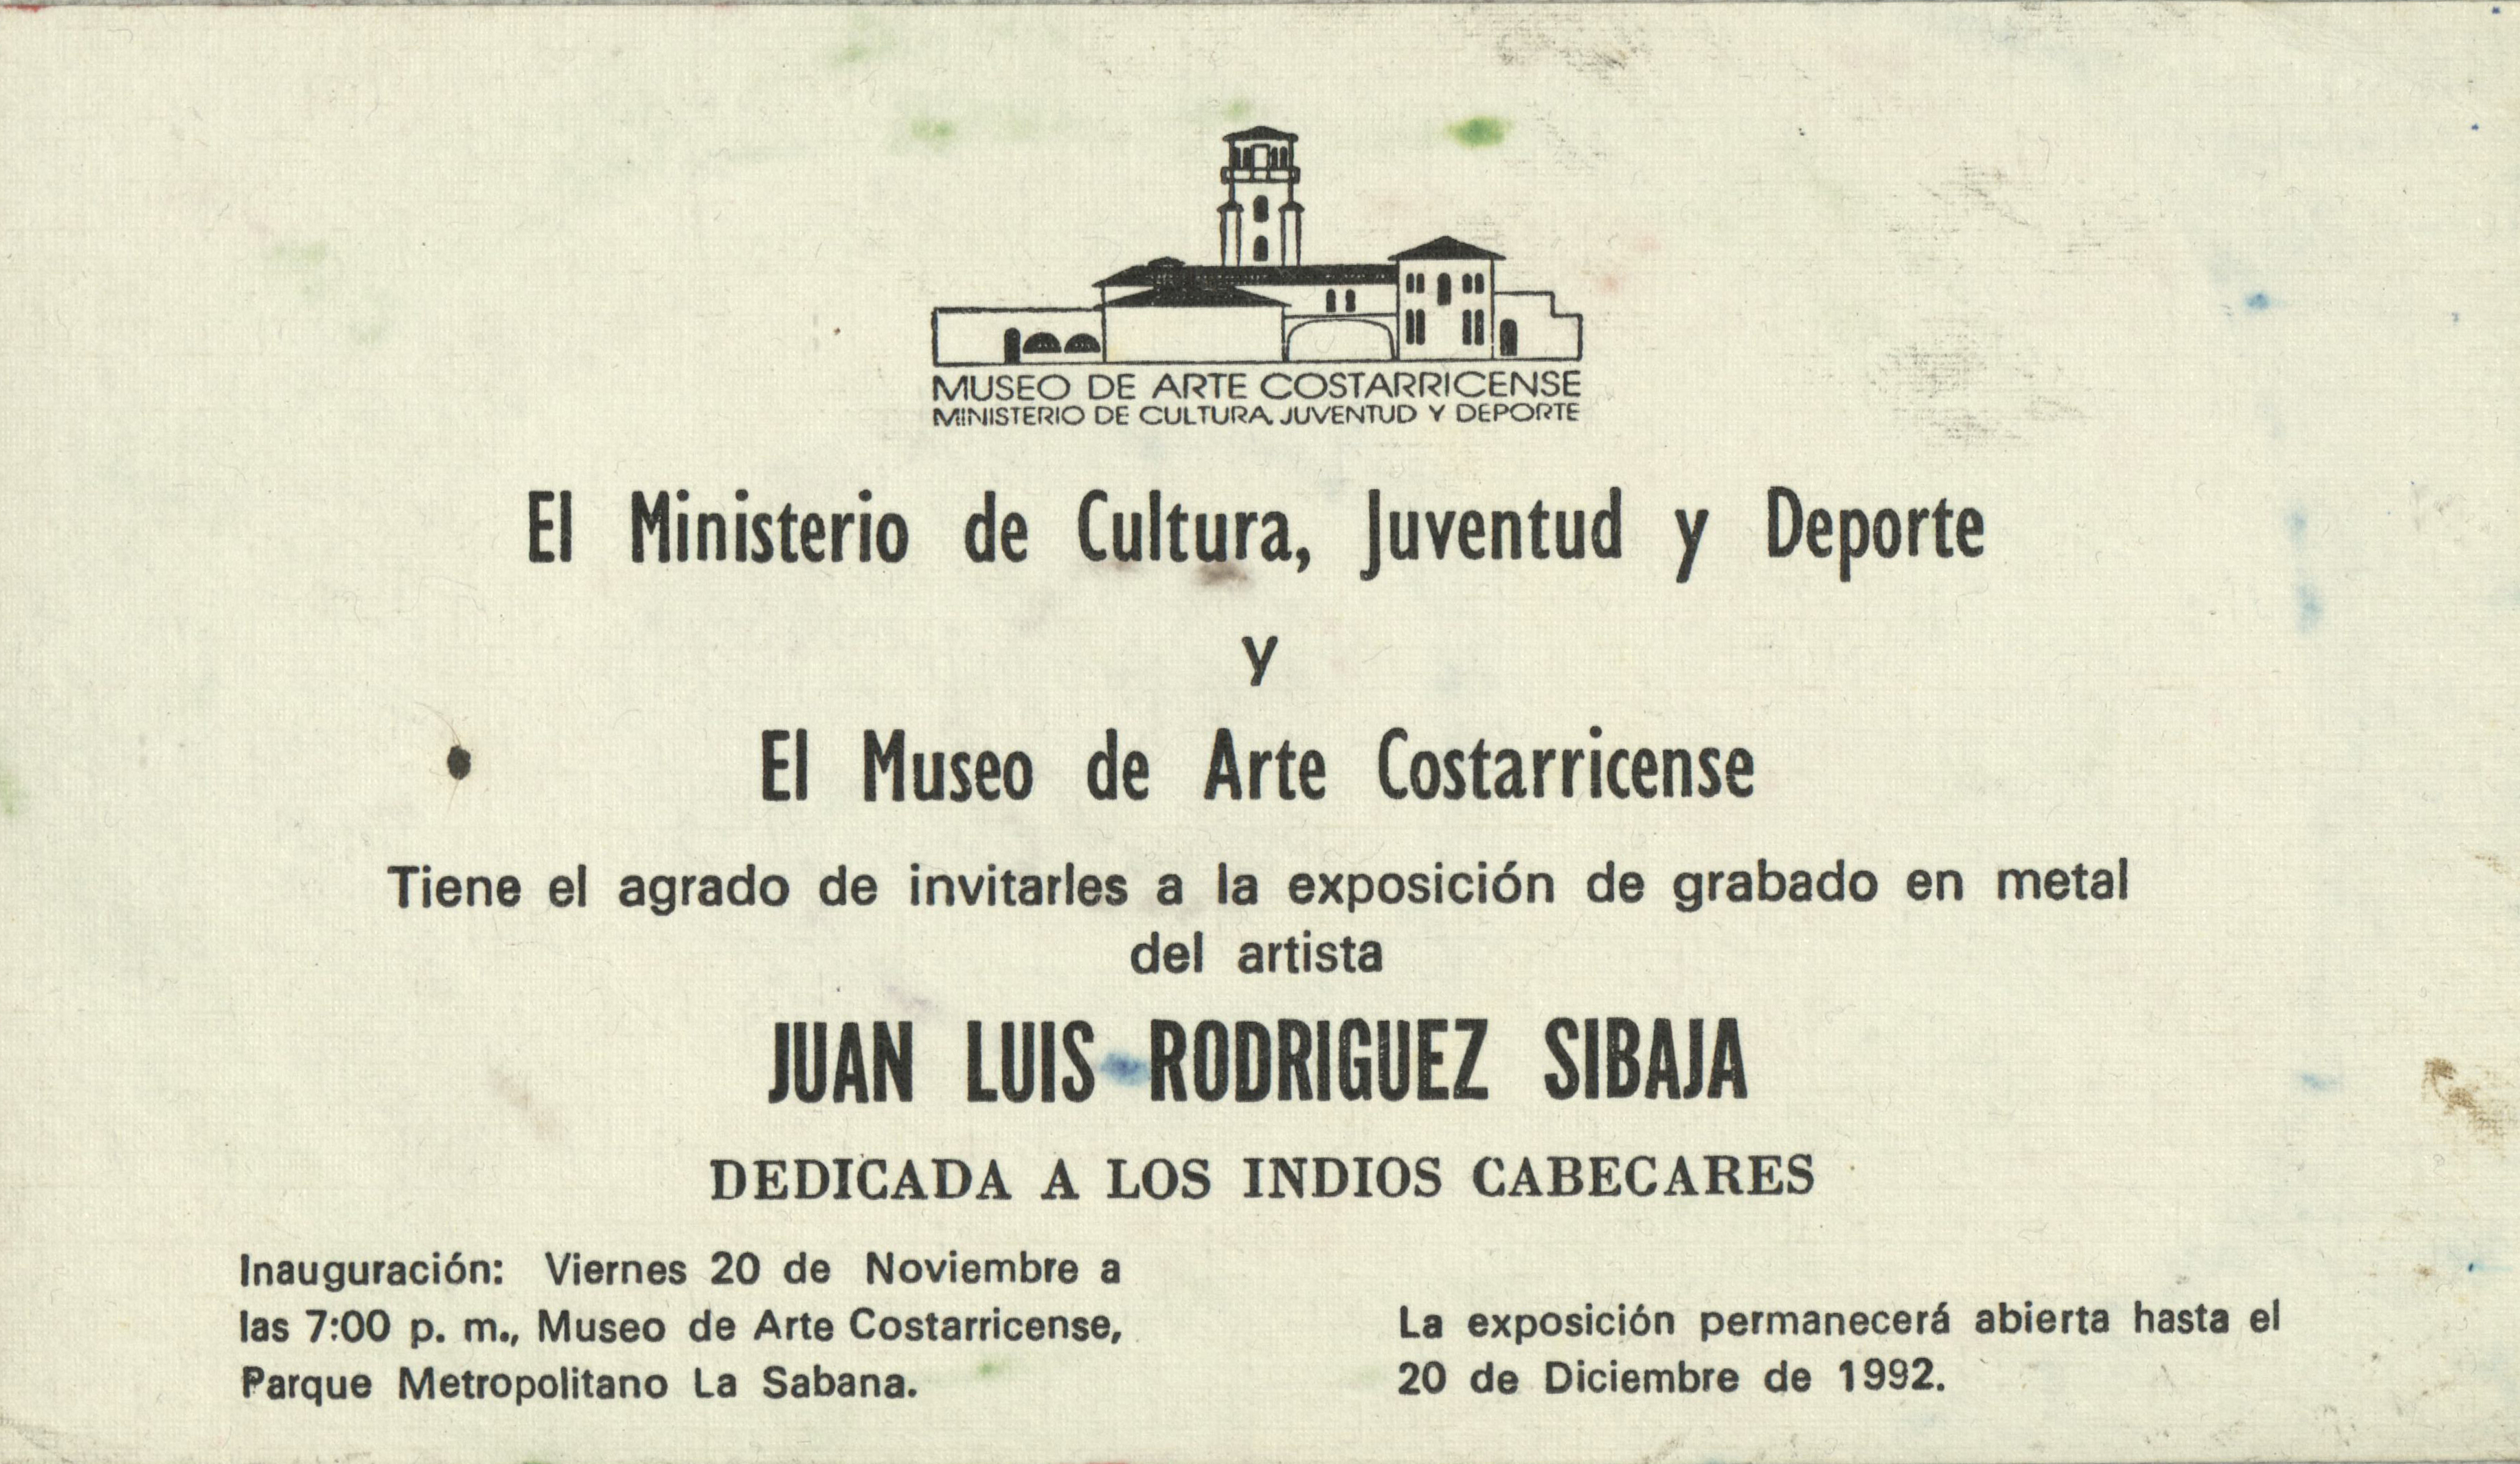 MUSEO DE ARTE COSTARRICENSE
MINISTERIO DE CULTURA, JUVENTUD Y DEPORTE
El Ministerio de Cultura, Juventud y Deporte
y
El Museo de Arte Costarricense
Tiene el agrado de invitarles a la exposición de grabado en metal
del artista
JUAN LUIS RODRIGUEZ SIBAJA
DEDICADA A LOS INDIOS CABECARES
Inauguración: Viernes 20 de Noviembre a
las 7:00 p. m., Museo de Arte Costarricense,
Parque Metropolitano La Sabana.
La exposición permanecerá abierta hasta el
20 de Diciembre de 1992.